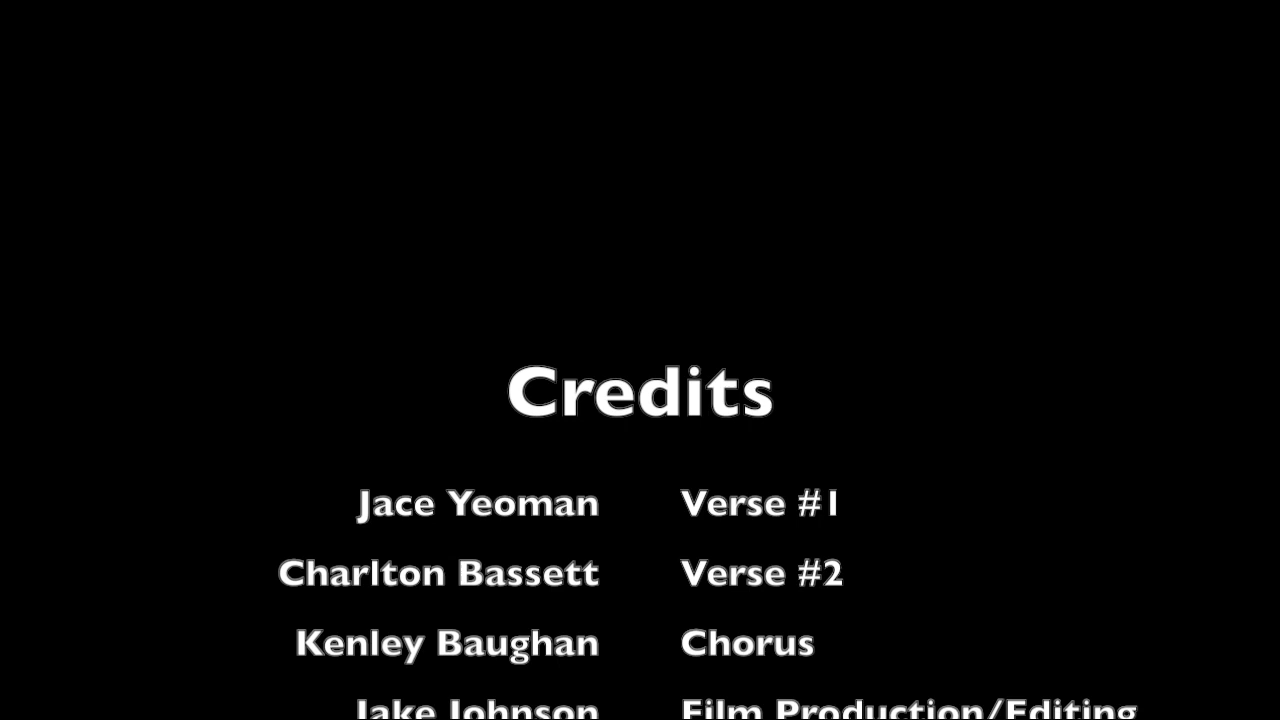 Credits
Jace Yeoman Verse #1
Charlton Bassett Verse #2
Kenley Baughan Chorus
Jake Johnson Film Production/Editing